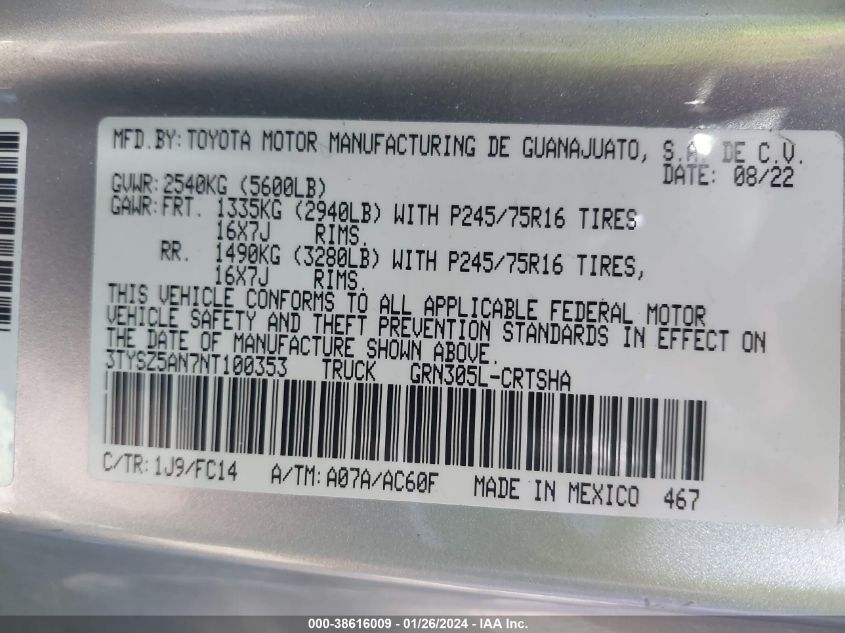 MFD.BY:TOYOTA MOTOR MANUFACTURING DE GUANAJUATO, S.A. DE C.V.
DATE: 08/22
GVWR:2540KG (5600LB)
GAWR:FRT. 1335KG (2940LB) WITH P245/75R16 TIRES
16X7J RIMS.
RR. 1490KG (3280LB) WITH P245/75R16 TIRES,
16X7J RIMS.
THIS VEHICLE CONFORMS TO ALL APPLICABLE FEDERAL MOTOR
VEHICLE SAFETY AND THEFT PREVENTION STANDARDS IN EFFECT ON
THE DATE OF MANUFACTURE SHOWN ABOVE.
3TYSZ5AN7NT100353 TRUCK GRN305L-CRTSHA
C/TR:1J9/FC14 A/TM:A07A/AC60F MADE IN MEXICO 467
000-38616009 - 01/26/2024 - IAA Inc.